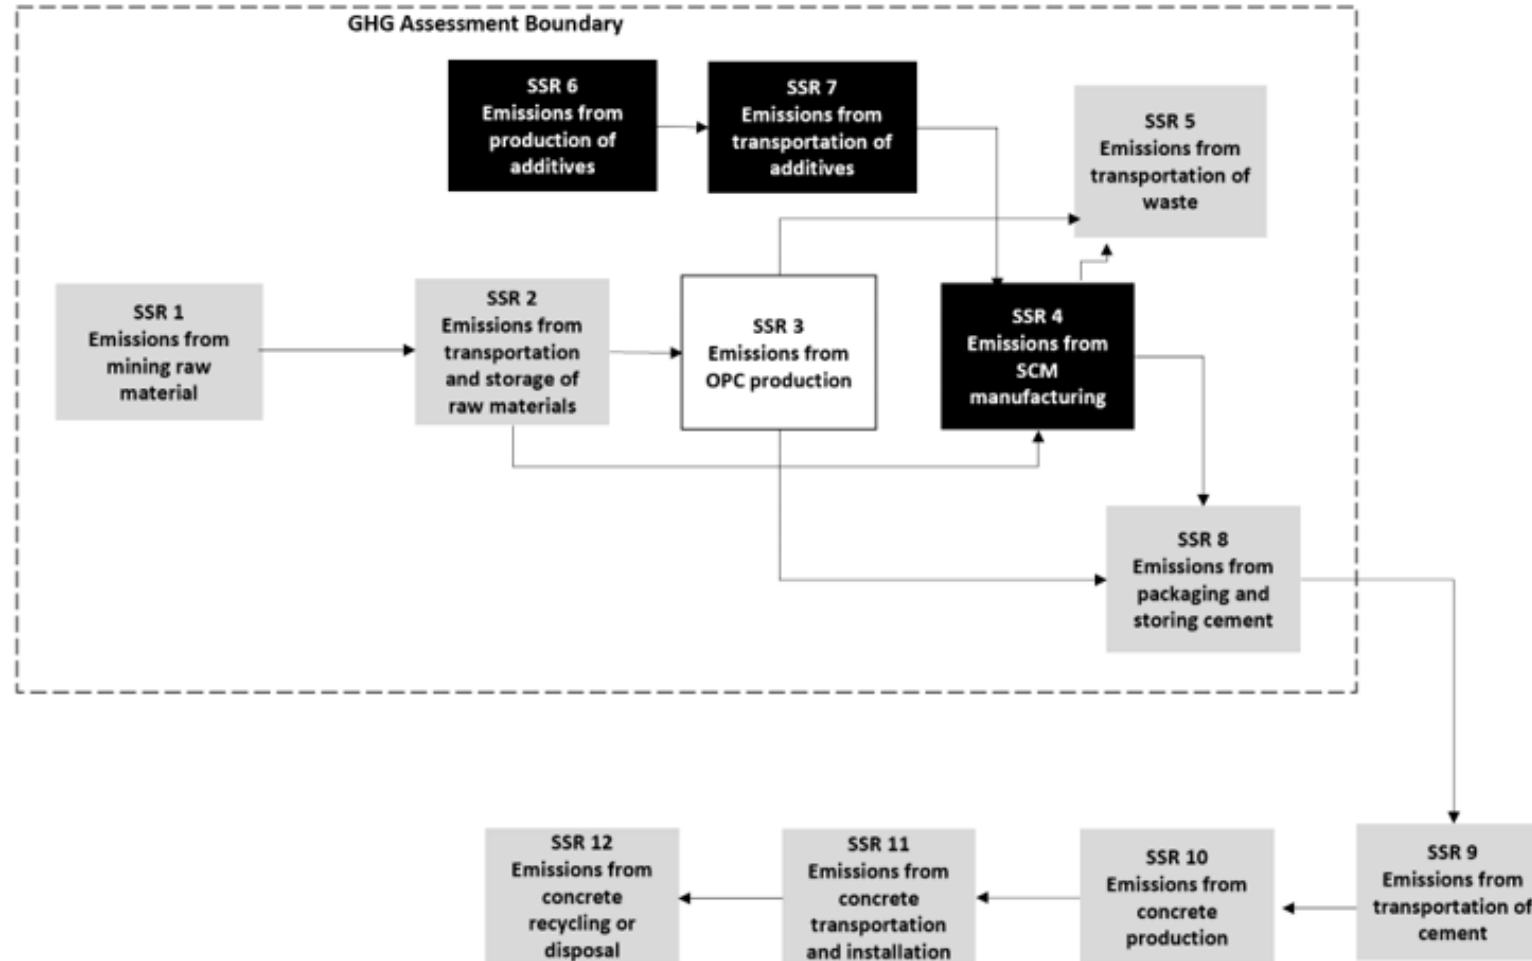 GHG Assessment Boundary
SSR 6
Emissions from
production of
additives
SSR 7
Emissions from
transportation of
additives
SSR 5
Emissions from
transportation of
waste
SSR 1
Emissions from
mining raw
material
SSR 2
Emissions from
transportation
and storage of
raw materials
SSR 3
Emissions from
OPC production
SSR 4
Emissions from
SCM
manufacturing
SSR 8
Emissions from
packaging and
storing cement
SSR 12
Emissions from
concrete
recycling or
disposal
SSR 11
Emissions from
concrete
transportation
and installation
SSR 10
Emissions from
concrete
production
SSR 9
Emissions from
transportation of
cement